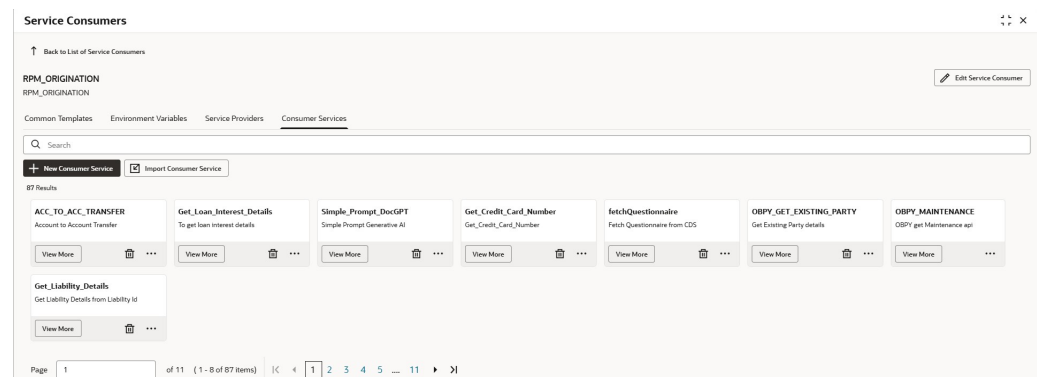 Service Consumers
Back to List of Service Consumers
RPM_ORIGINATION
RPM_ORIGINATION
Edit Service Consumer
Common Templates Environment Variables Service Providers Consumer Services
Search
New Consumer Service Import Consumer Service
87 Results
ACC_TO_ACC_TRANSFER
Account to Account Transfer
View More
Get_Loan_Interest_Details
To get loan interest details
View More
Simple_Prompt_DocGPT
Simple Prompt Generative AI
View More
Get_Credit_Card_Number
Get_Credit_Card_Number
View More
fetchQuestionnaire
Fetch Questionnaire from CDS
View More
OBPY_GET_EXISTING_PARTY
Get Existing Party details
View More
OBPY_MAINTENANCE
OBPY get Maintenance api
View More
Get_Liability_Details
Get Liability Details from Liability Id
View More
Page 1 of 11 ( 1 - 8 of 87 items) 1 2 3 4 5 .... 11